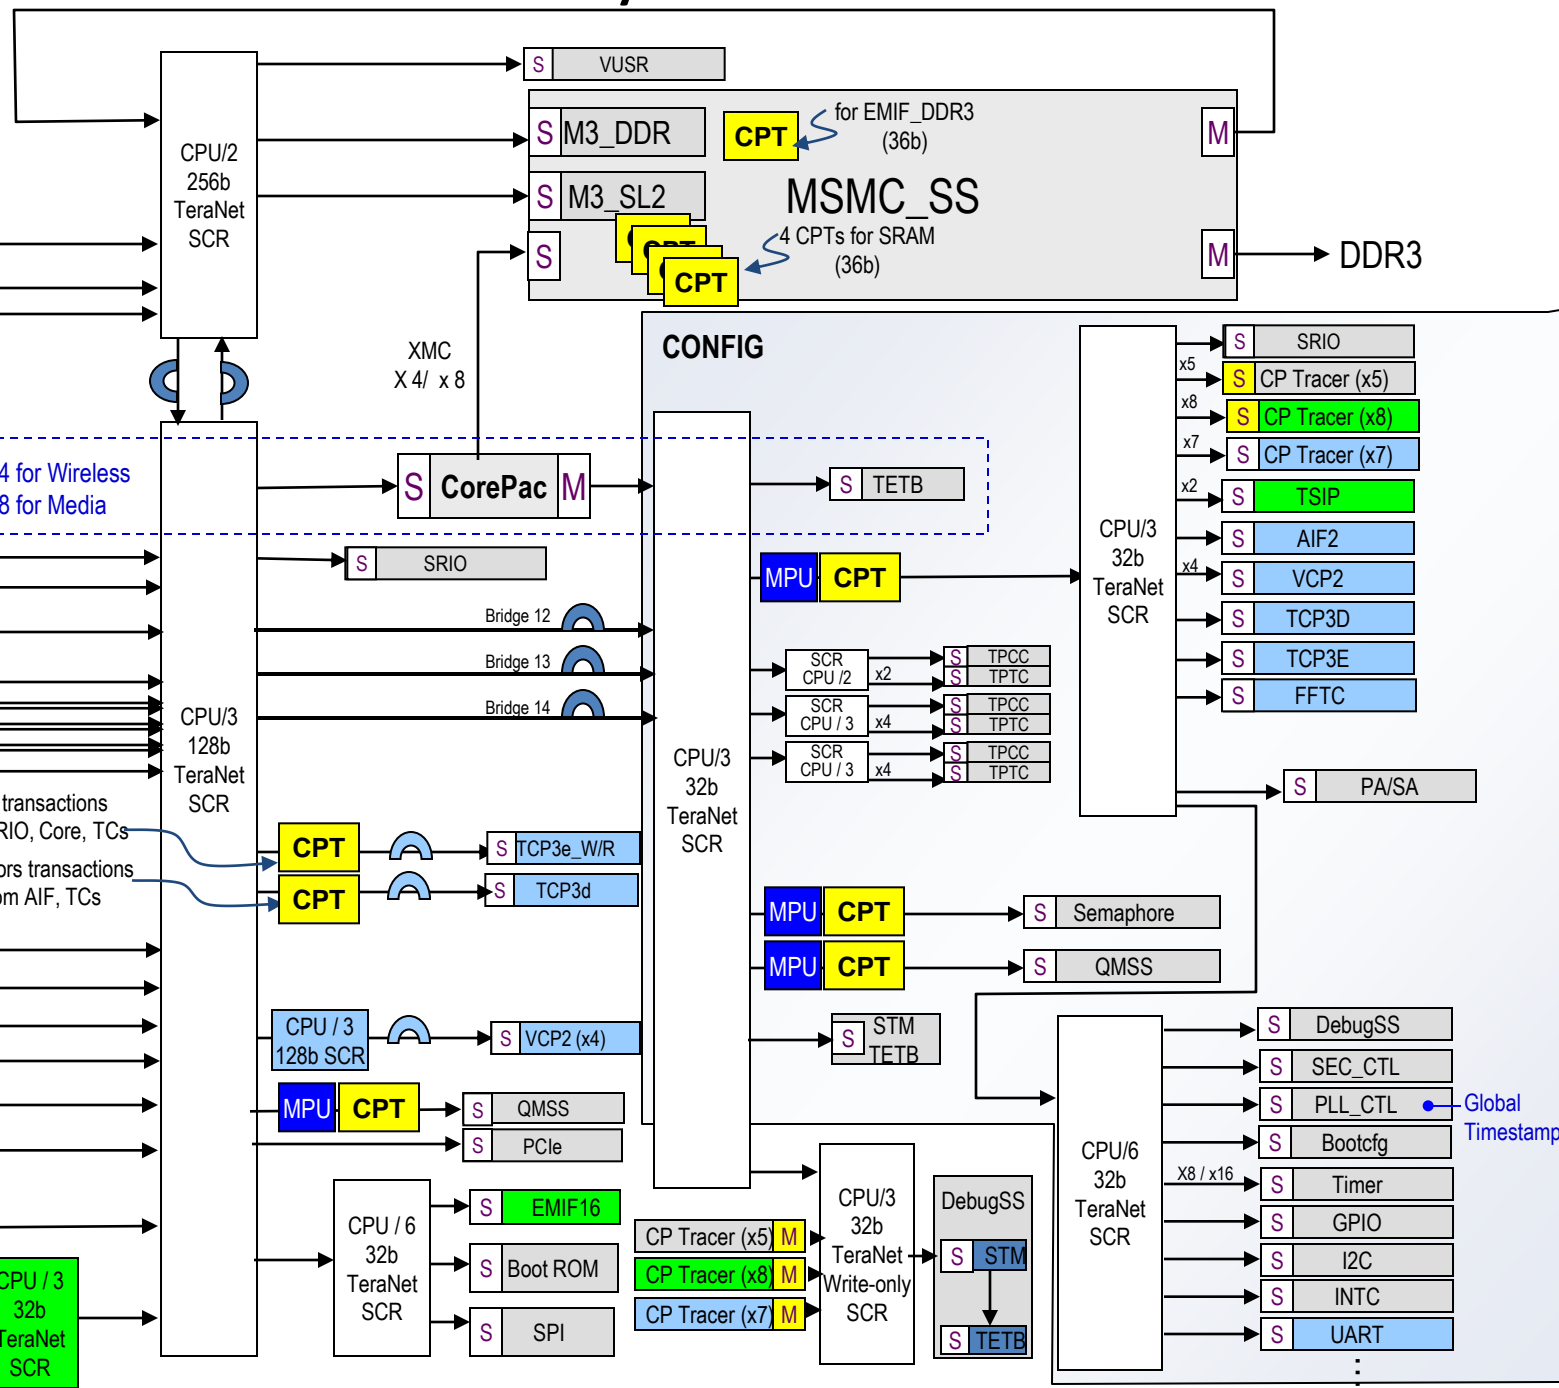 S VUSR
CPU/2
256b
TeraNet
SCR
S M3_DDR
CPT
for EMIF_DDR3
(36b)
M
S M3_SL2
MSMC_SS
S
CPT
CPT
4 CPTs for SRAM
(36b)
M
DDR3
XMC
X 4/ x 8
CONFIG
4 for Wireless
8 for Media
S CorePac M
S TETB
S SRIO
Bridge 12
Bridge 13
Bridge 14
CPU/3
128b
TeraNet
SCR
transactions
RIO, Core, TCs
ors transactions
om AIF, TCs
CPT
S TCP3e_W/R
CPT
S TCP3d
CPU / 3
128b SCR
S VCP2 (x4)
MPU CPT
S QMSS
S PCIe
CPU / 6
32b
TeraNet
SCR
S EMIF16
S Boot ROM
S SPI
CPU / 3
32b
TeraNet
SCR
CPU/3
32b
TeraNet
SCR
MPU CPT
SCR
CPU /2
x2
S TPCC
S TPTC
SCR
CPU / 3
x4
S TPCC
S TPTC
SCR
CPU / 3
x4
S TPCC
S TPTC
MPU CPT
S Semaphore
MPU CPT
S QMSS
S STM
TETB
CPU/3
32b
TeraNet
SCR
S SRIO
x5
S CP Tracer (x5)
x8
S CP Tracer (x8)
x7
S CP Tracer (x7)
x2
S TSIP
S AIF2
x4
S VCP2
S TCP3D
S TCP3E
S FFTC
S PA/SA
CPU/6
32b
TeraNet
SCR
S DebugSS
S SEC_CTL
S PLL_CTL
Global
Timestamp
S Bootcfg
X8 / x16
S Timer
S GPIO
S I2C
S INTC
S UART
CP Tracer (x5) M
CP Tracer (x8) M
CP Tracer (x7) M
CPU/3
32b
TeraNet
Write-only
SCR
DebugSS
S STM
S TETB